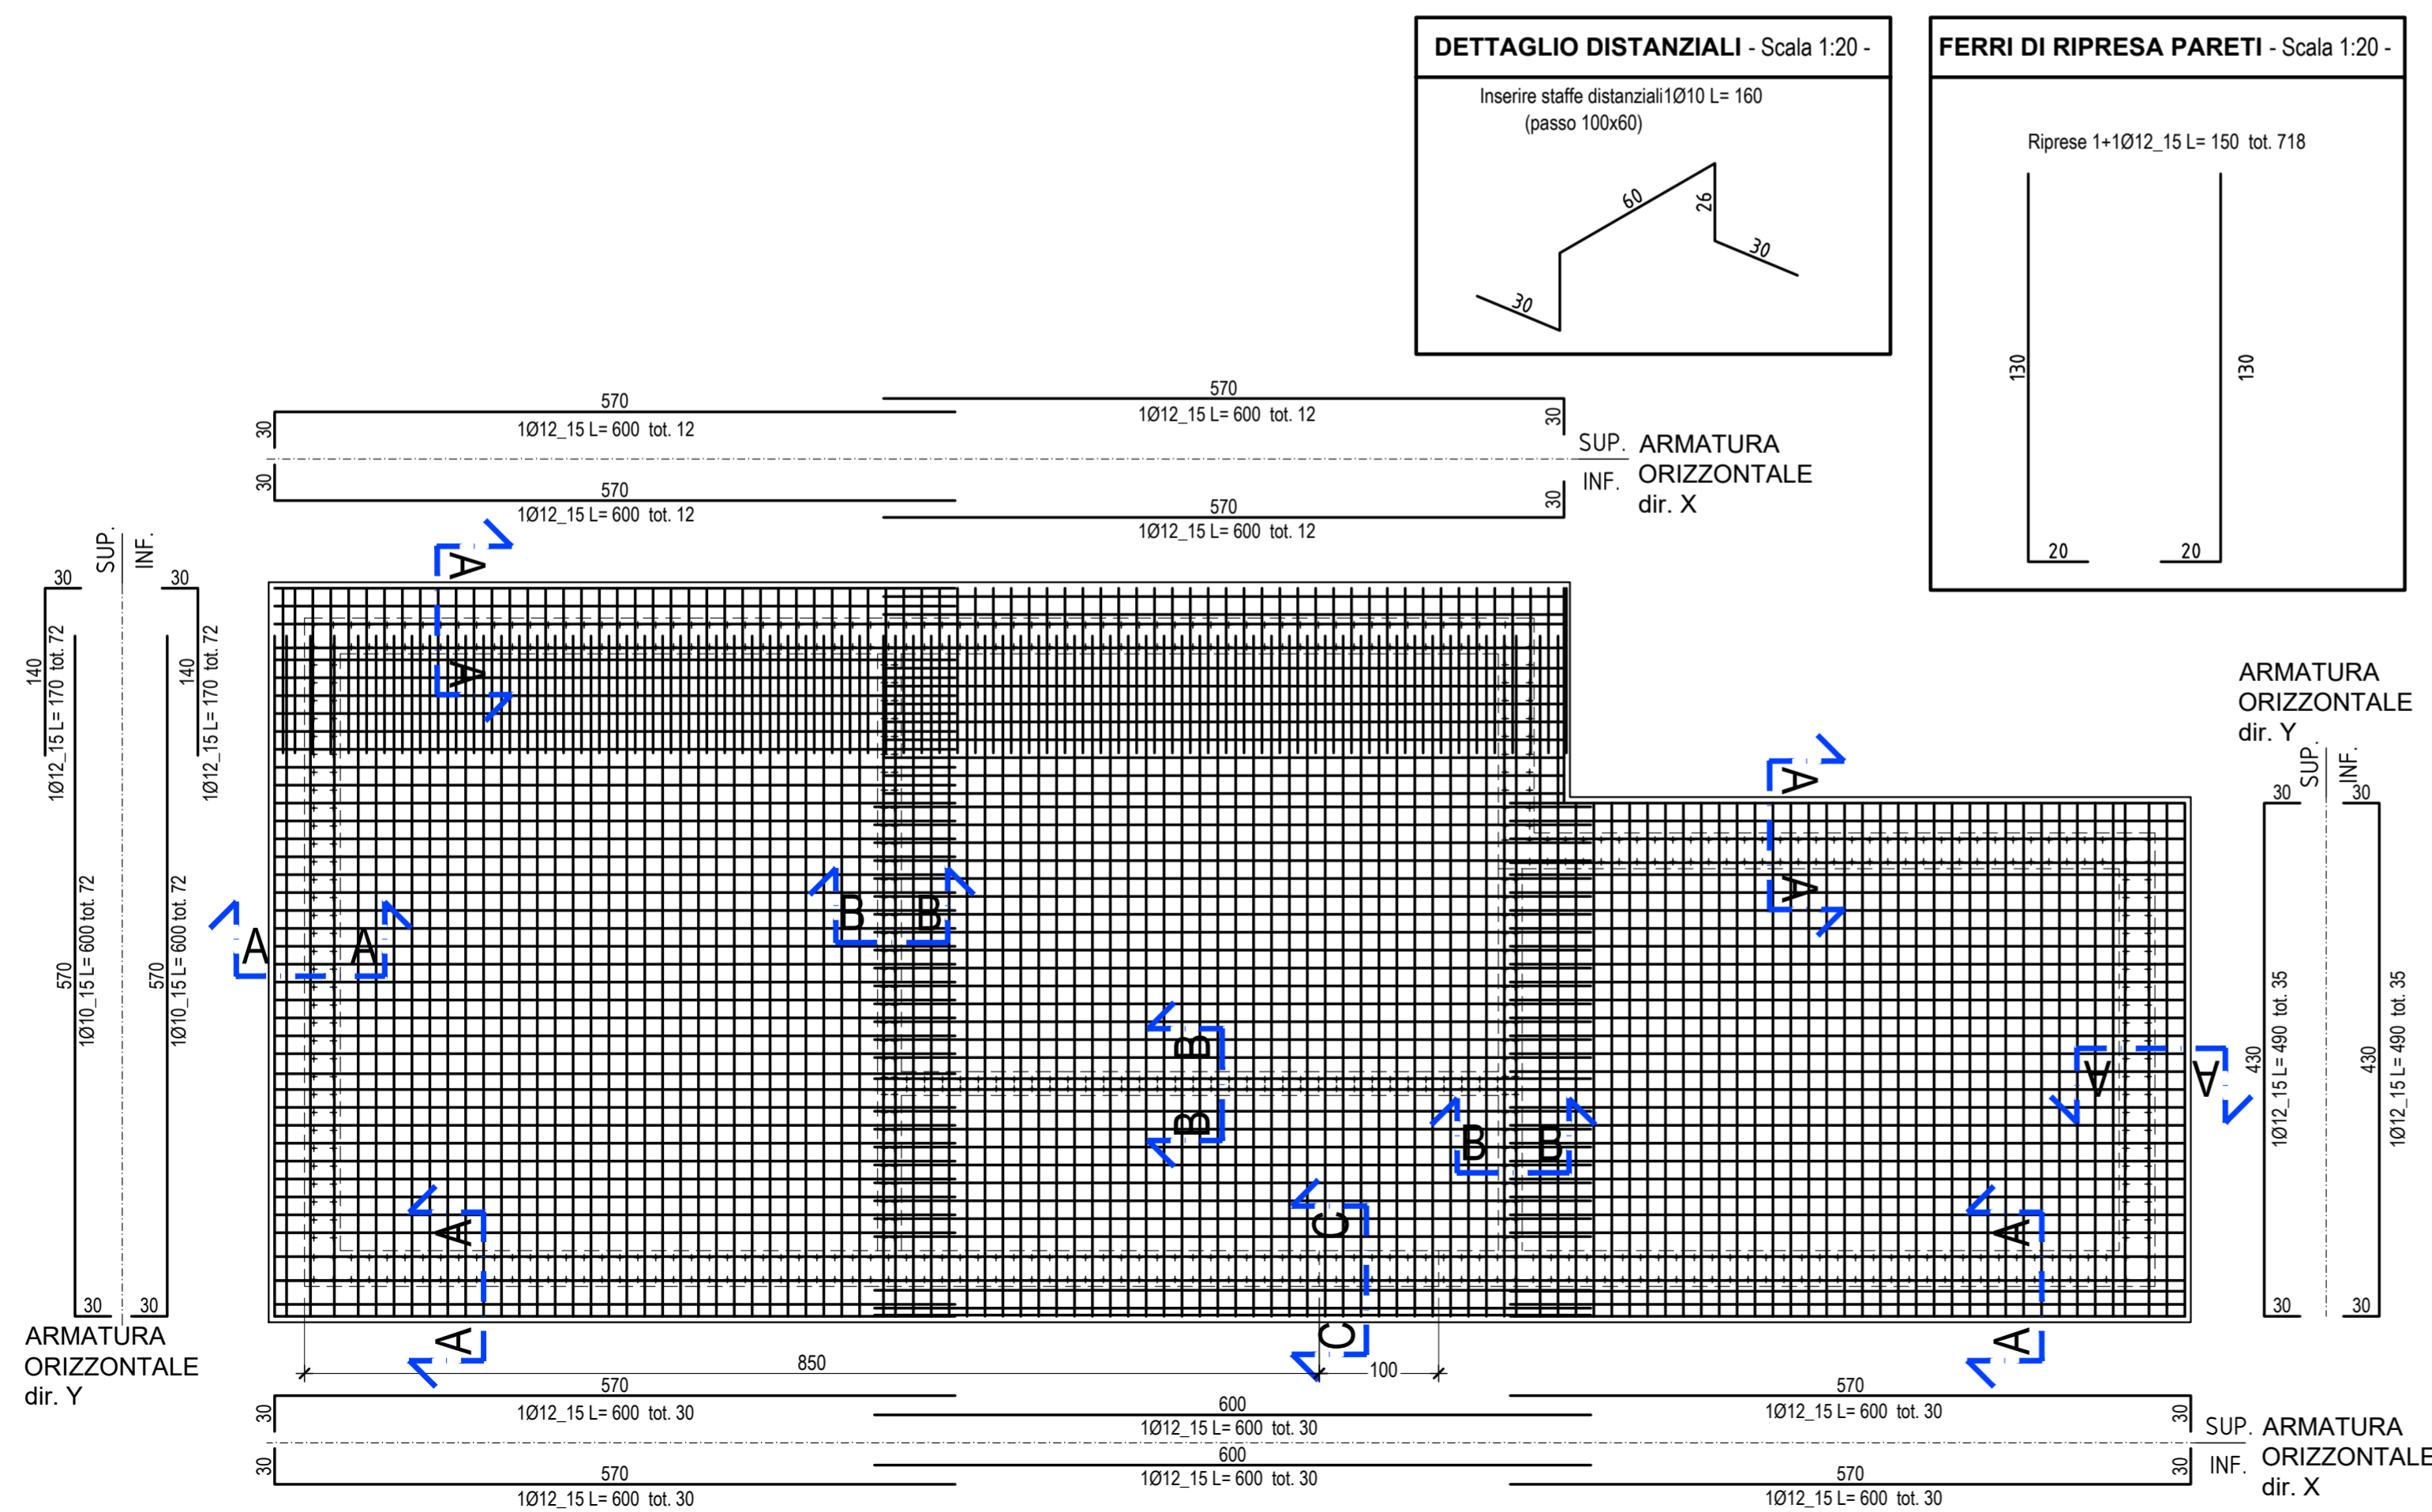 DETTAGLIO DISTANZIALI - Scala 1:20 -
Inserire staffe distanziali1Ø10 L= 160
(passo 100x60)
60
26
30
30
FERRI DI RIPRESA PARETI - Scala 1:20 -
Riprese 1+1Ø12_15 L= 150 tot. 718
130
130
20
20
570
1Ø12_15 L= 600 tot. 12
30
570
1Ø12_15 L= 600 tot. 12
30
SUP.
INF.
ARMATURA
ORIZZONTALE
dir. X
30
570
1Ø12_15 L= 600 tot. 12
570
1Ø12_15 L= 600 tot. 12
30
SUP.
INF.
30
30
140
1Ø12_15 L= 170 tot. 72
140
1Ø12_15 L= 170 tot. 72
570
1Ø10_15 L= 600 tot. 72
570
1Ø10_15 L= 600 tot. 72
30
30
ARMATURA
ORIZZONTALE
dir. Y
A
A
A
A
B
B
A
A
B
B
B
B
A
A
A
A
C
C
A
A
850
100
ARMATURA
ORIZZONTALE
dir. Y
SUP.
INF.
30
30
430
1Ø12_15 L= 490 tot. 35
430
1Ø12_15 L= 490 tot. 35
30
30
30
570
1Ø12_15 L= 600 tot. 30
600
1Ø12_15 L= 600 tot. 30
570
1Ø12_15 L= 600 tot. 30
30
SUP.
INF.
ARMATURA
ORIZZONTALE
dir. X
30
570
1Ø12_15 L= 600 tot. 30
600
1Ø12_15 L= 600 tot. 30
570
1Ø12_15 L= 600 tot. 30
30